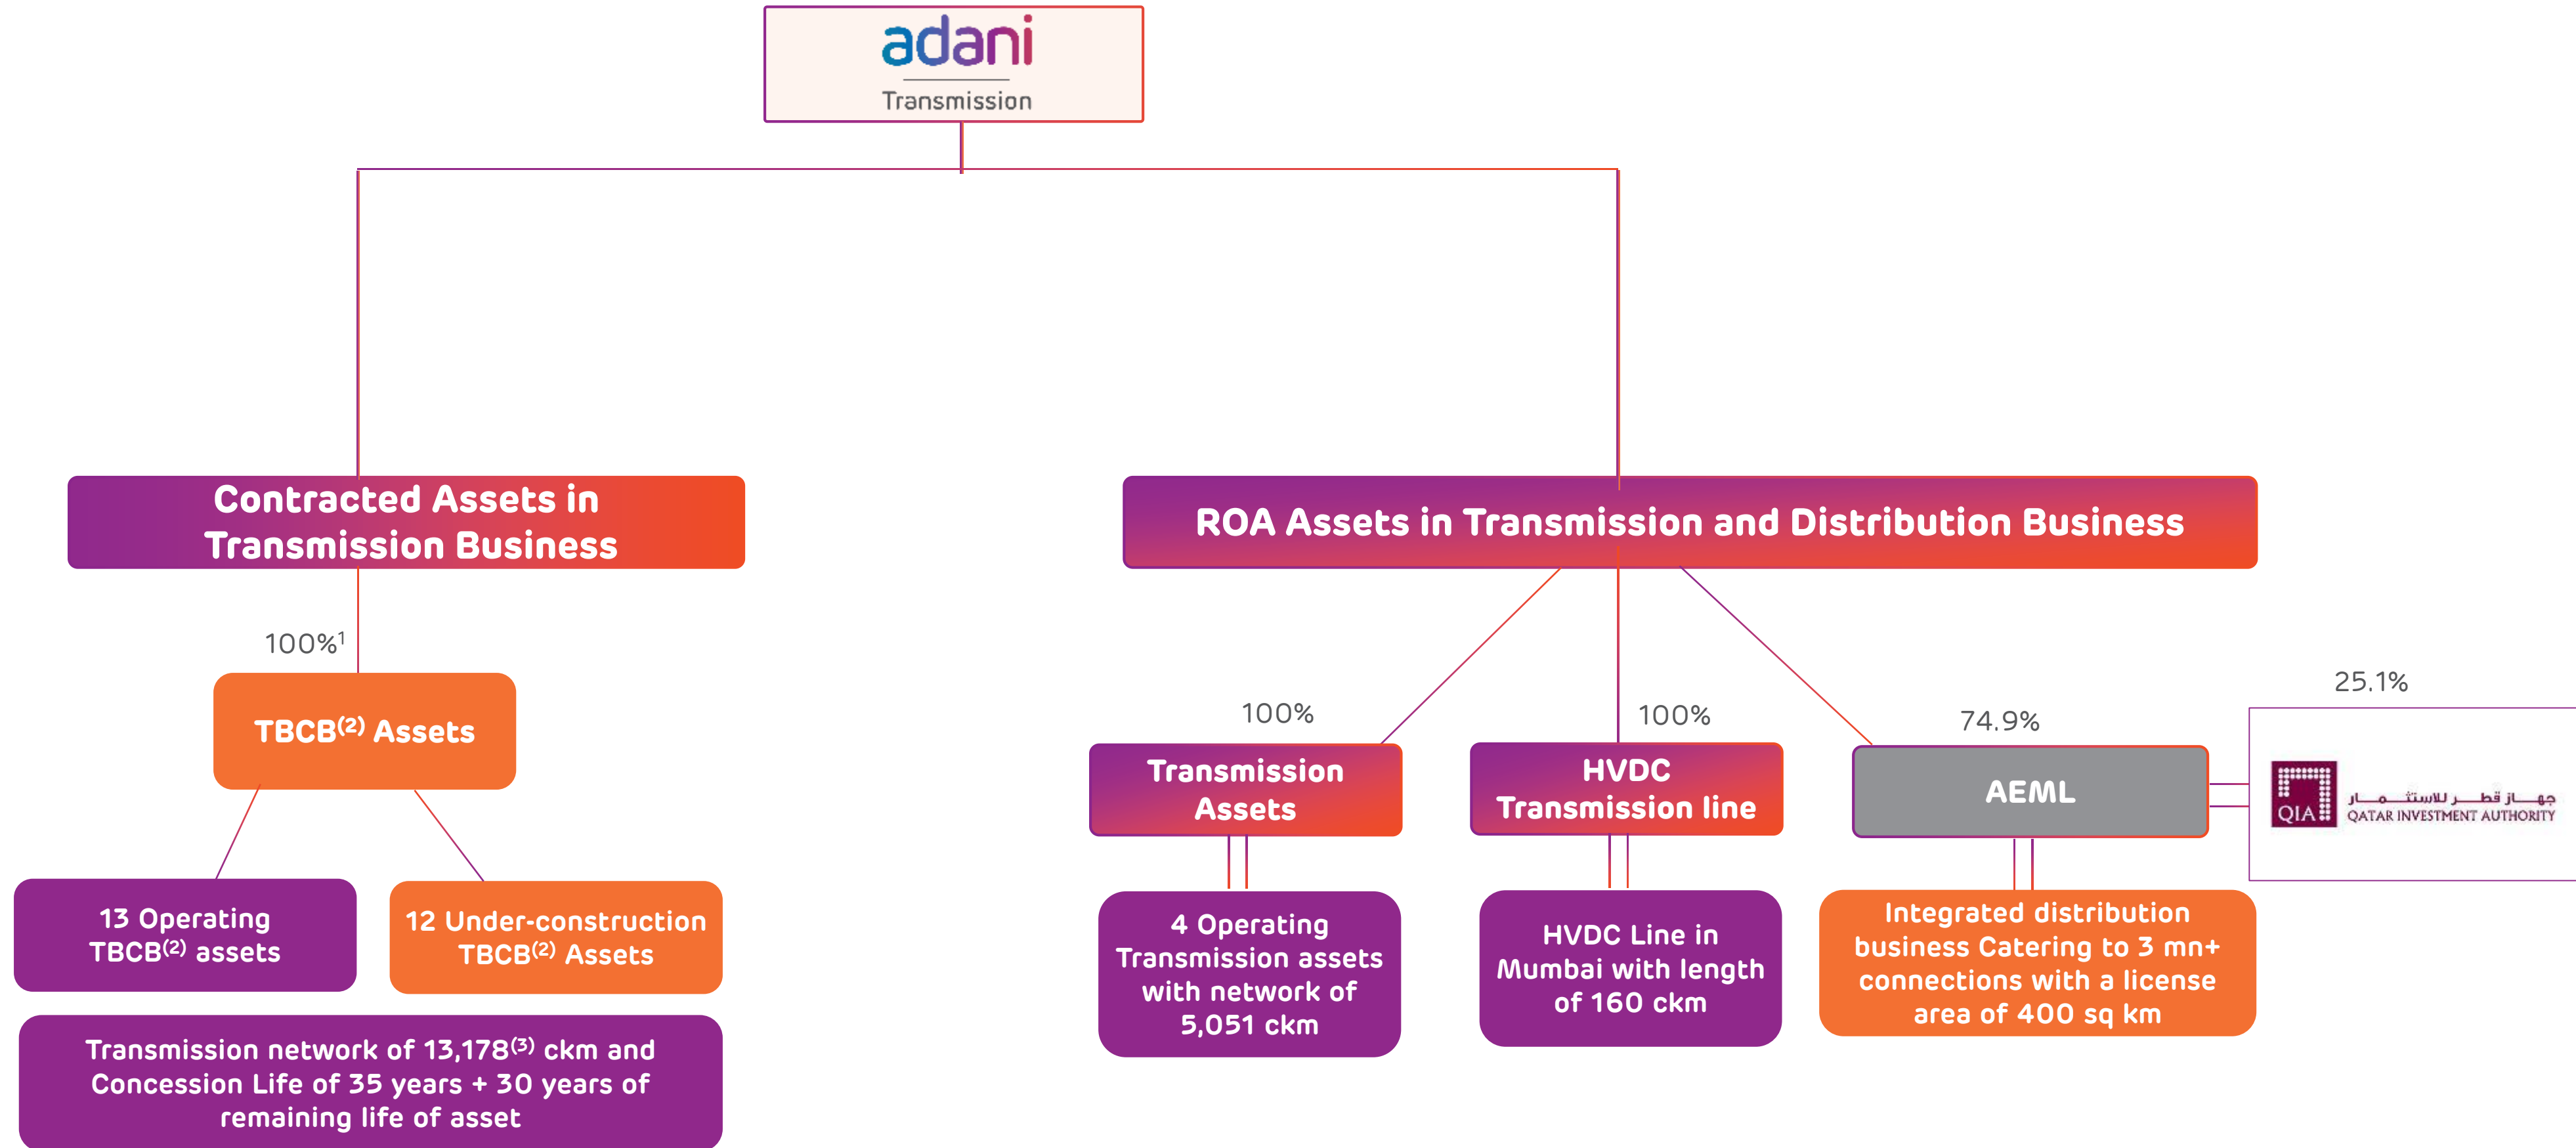 adani
Transmission
Contracted Assets in
Transmission Business
ROA Assets in Transmission and Distribution Business
100%¹
TBCB⁽²⁾ Assets
13 Operating
TBCB⁽²⁾ assets
12 Under-construction
TBCB⁽²⁾ Assets
Transmission network of 13,178⁽³⁾ ckm and
Concession Life of 35 years + 30 years of
remaining life of asset
100%
Transmission
Assets
4 Operating
Transmission assets
with network of
5,051 ckm
100%
HVDC
Transmission line
HVDC Line in
Mumbai with length
of 160 ckm
74.9%
AEML
Integrated distribution
business Catering to 3 mn+
connections with a license
area of 400 sq km
25.1%
QIA
جهاز قطر للاستثمار
QATAR INVESTMENT AUTHORITY